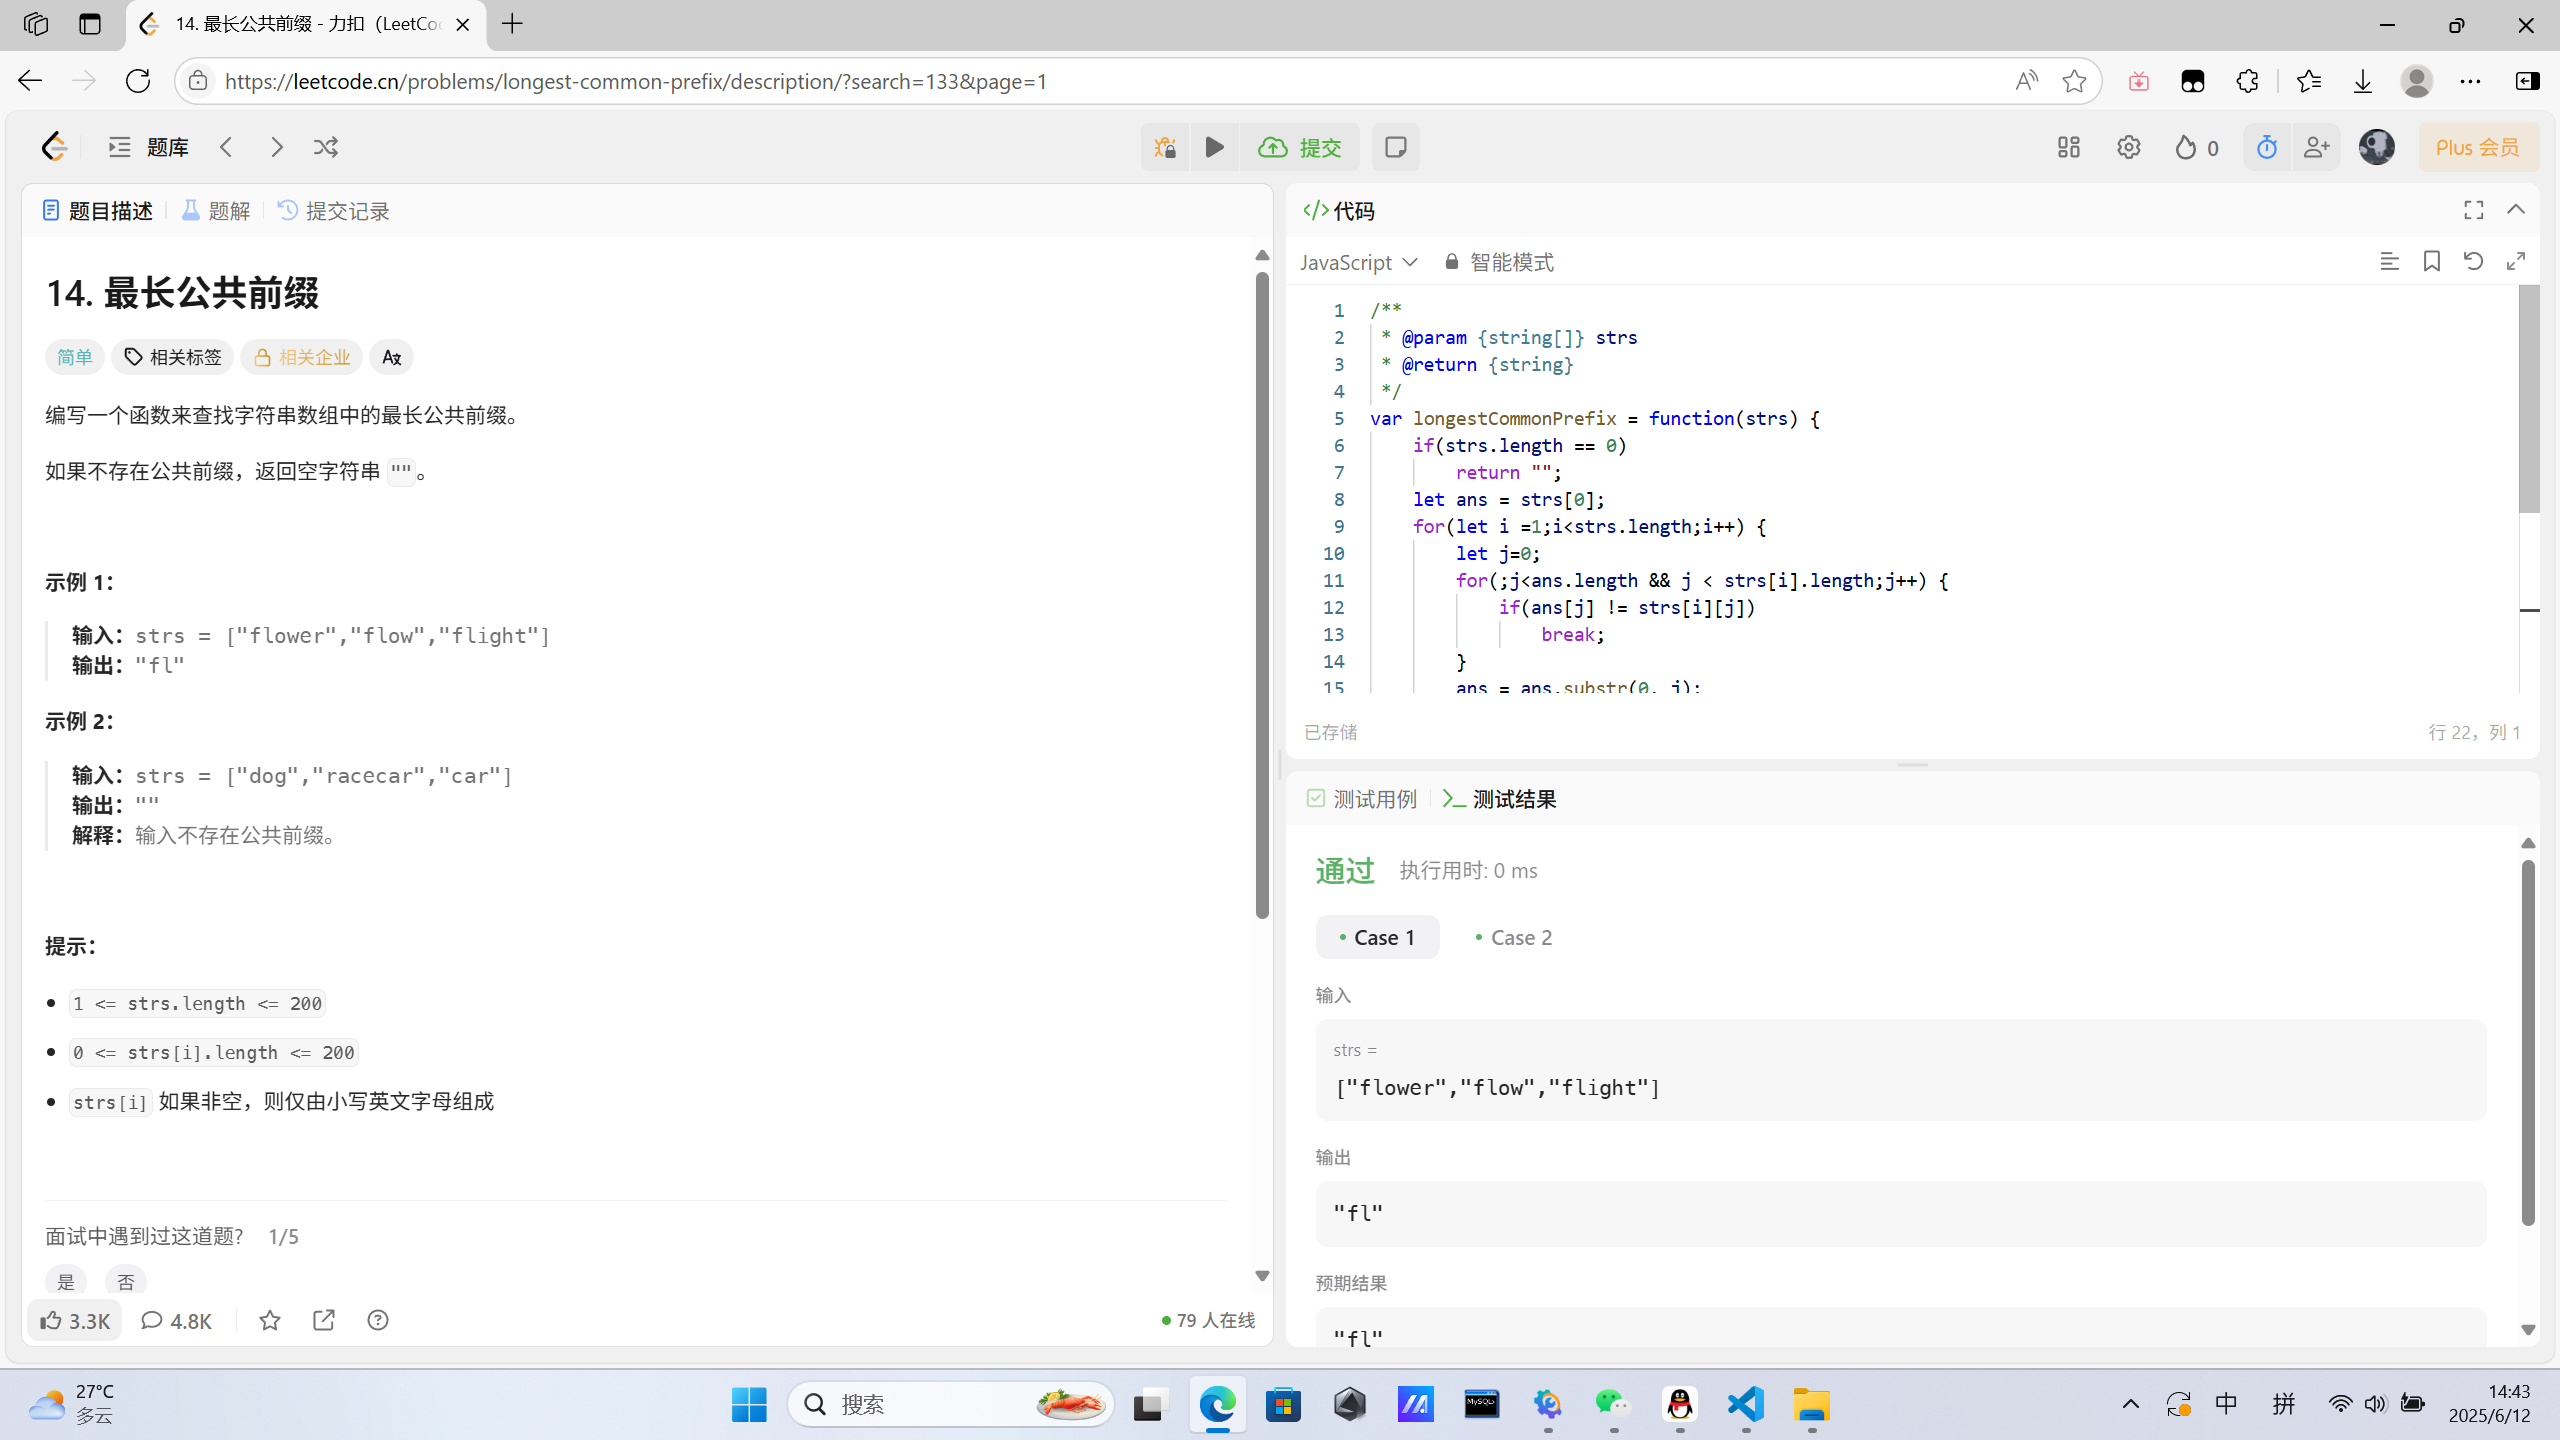 14. 最长公共前缀 - 力扣（LeetCo
https://leetcode.cn/problems/longest-common-prefix/description/?search=133&page=1
题库
提交
0
Plus 会员
题目描述
题解
提交记录
14. 最长公共前缀
简单
相关标签
相关企业
编写一个函数来查找字符串数组中的最长公共前缀。
如果不存在公共前缀，返回空字符串 ""。
示例 1：
输入：strs = ["flower","flow","flight"]
输出："fl"
示例 2：
输入：strs = ["dog","racecar","car"]
输出：""
解释：输入不存在公共前缀。
提示：
1 <= strs.length <= 200
0 <= strs[i].length <= 200
strs[i] 如果非空，则仅由小写英文字母组成
面试中遇到过这道题? 1/5
是
否
3.3K
4.8K
79 人在线
代码
JavaScript
智能模式
1 /**
2 * @param {string[]} strs
3 * @return {string}
4 */
5 var longestCommonPrefix = function(strs) {
6 if(strs.length == 0)
7 return "";
8 let ans = strs[0];
9 for(let i =1;i<strs.length;i++) {
10 let j=0;
11 for(;j<ans.length && j < strs[i].length;j++) {
12 if(ans[j] != strs[i][j])
13 break;
14 }
15 ans = ans.substr(0, j);
已存储
行 22，列 1
测试用例
测试结果
通过
执行用时: 0 ms
Case 1
Case 2
输入
strs =
["flower","flow","flight"]
输出
"fl"
预期结果
"fl"
27°C
多云
搜索
MySQL
中
拼
14:43
2025/6/12